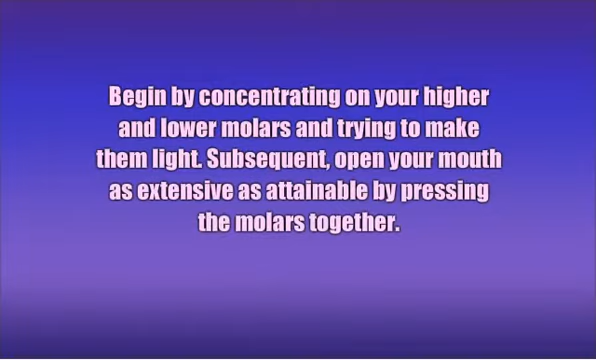 Begin by concentrating on your higher
and lower molars and trying to make
them light. Subsequent, open your mouth
as extensive as attainable by pressing
the molars together.